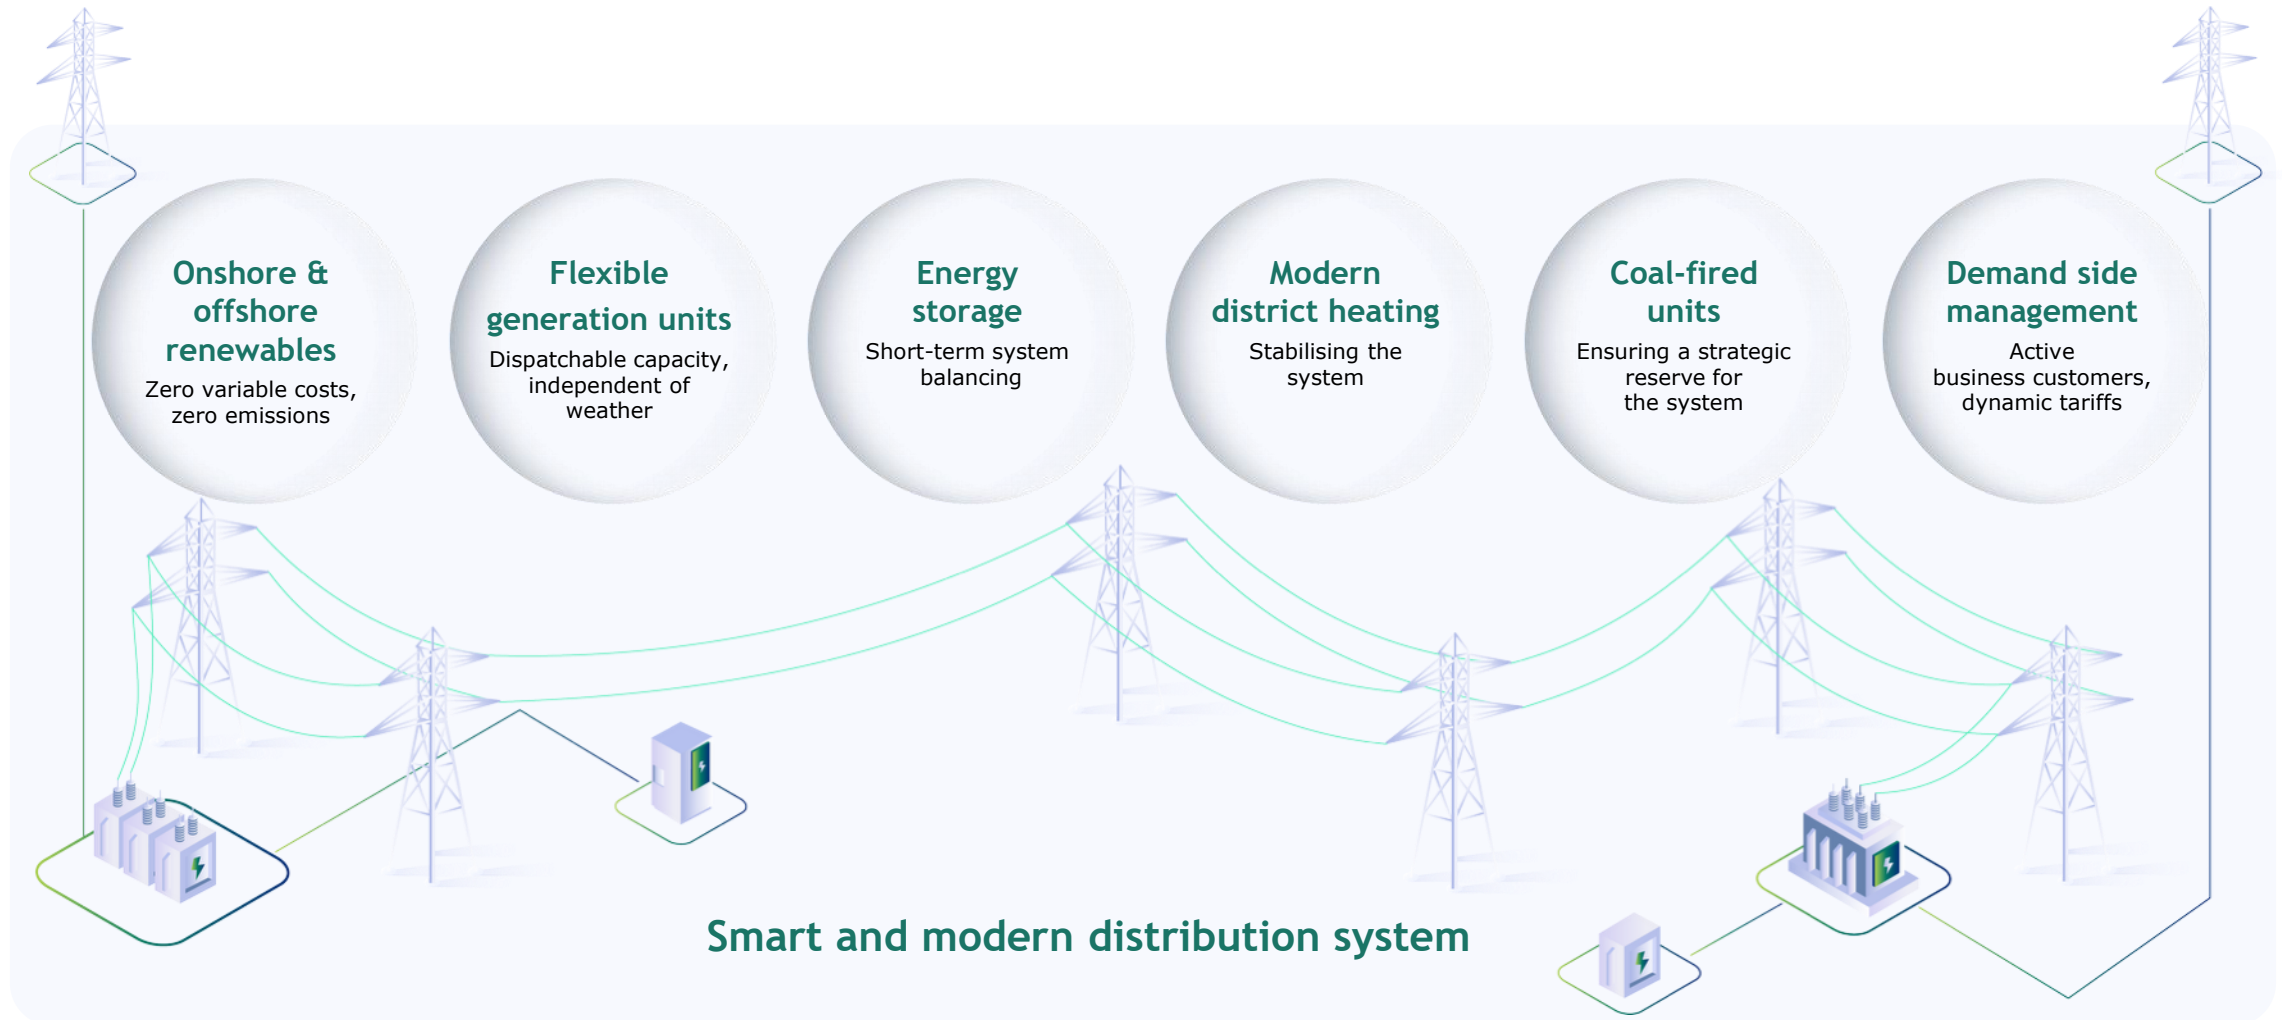 Onshore &
offshore
renewables
Zero variable costs,
zero emissions
Flexible
generation units
Dispatchable capacity,
independent of
weather
Energy
storage
Short-term system
balancing
Modern
district heating
Stabilising the
system
Coal-fired
units
Ensuring a strategic
reserve for
the system
Demand side
management
Active
business customers,
dynamic tariffs
Smart and modern distribution system